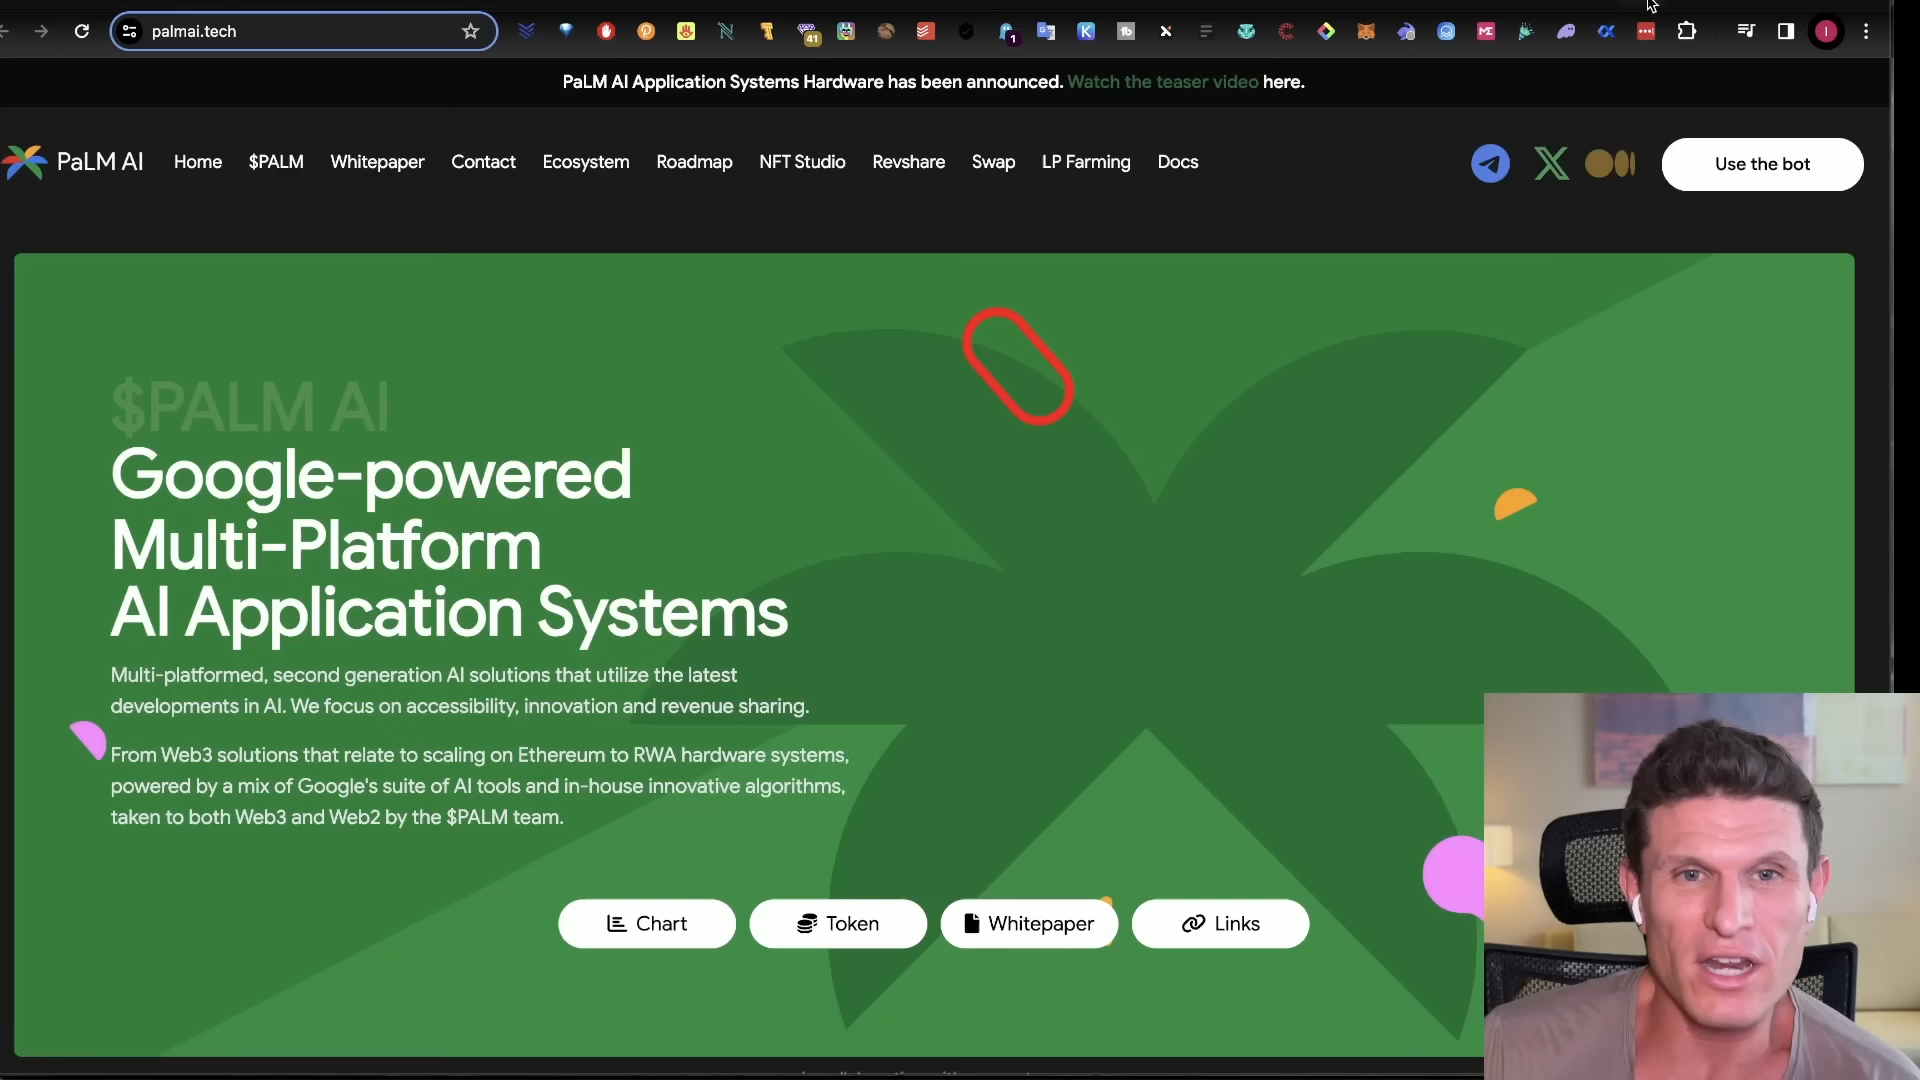 palmai.tech
41
1
PaLM AI Application Systems Hardware has been announced. Watch the teaser video here.
PaLM AI
Home
$PALM
Whitepaper
Contact
Ecosystem
Roadmap
NFT Studio
Revshare
Swap
LP Farming
Docs
Use the bot
$PALM AI
Google-powered
Multi-Platform
AI Application Systems
Multi-platformed, second generation AI solutions that utilize the latest
developments in AI. We focus on accessibility, innovation and revenue sharing.
From Web3 solutions that relate to scaling on Ethereum to RWA hardware systems,
powered by a mix of Google's suite of AI tools and in-house innovative algorithms,
taken to both Web3 and Web2 by the $PALM team.
Chart
Token
Whitepaper
Links